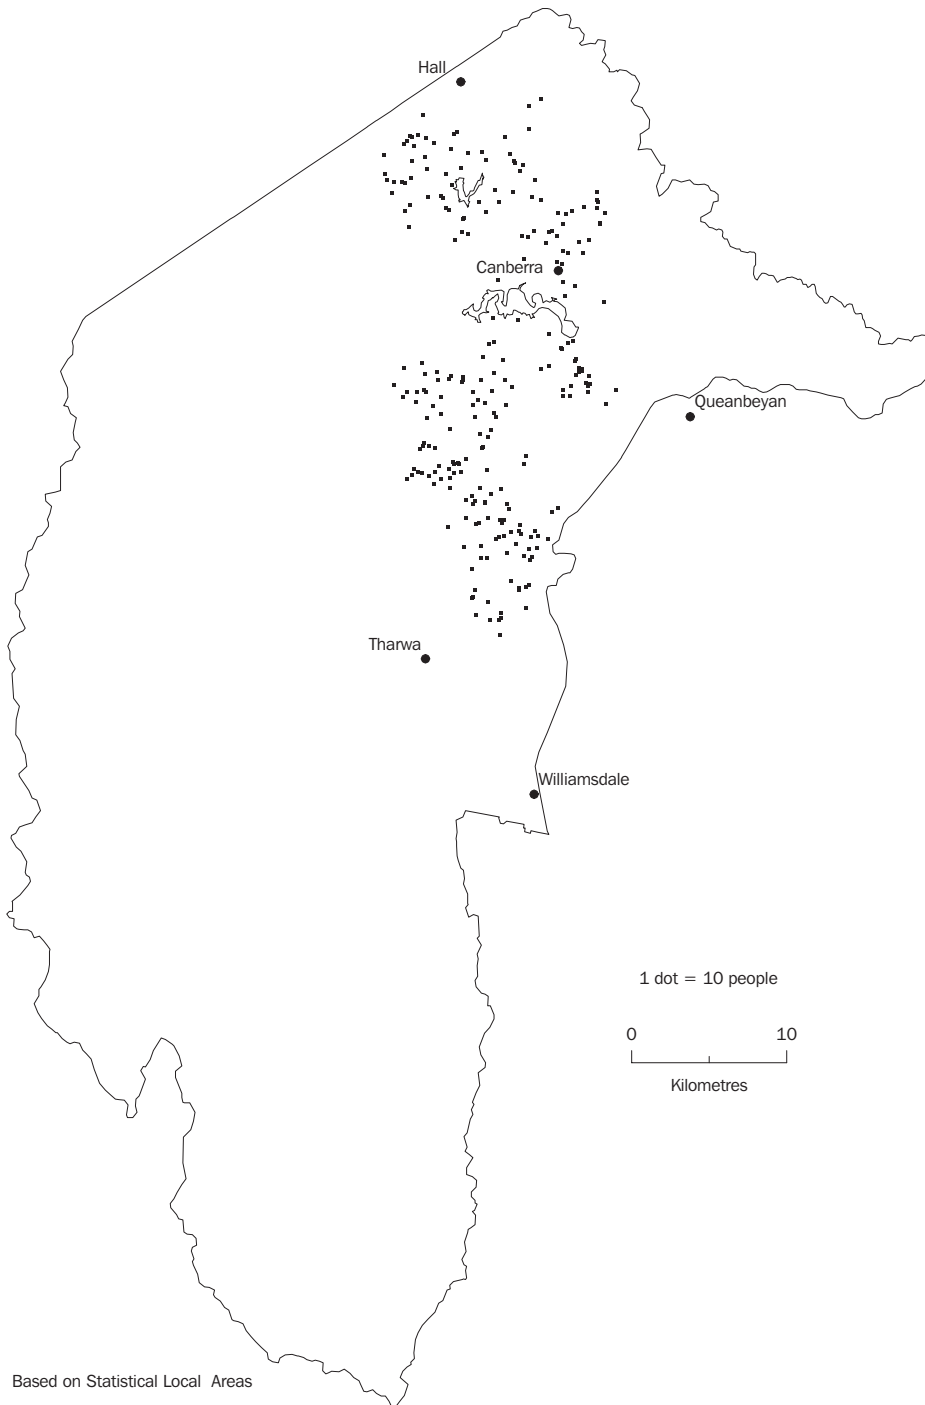 Hall
Canberra
Queanbeyan
Tharwa
Williamsdale
1 dot = 10 people
0 10
Kilometres
Based on Statistical Local Areas